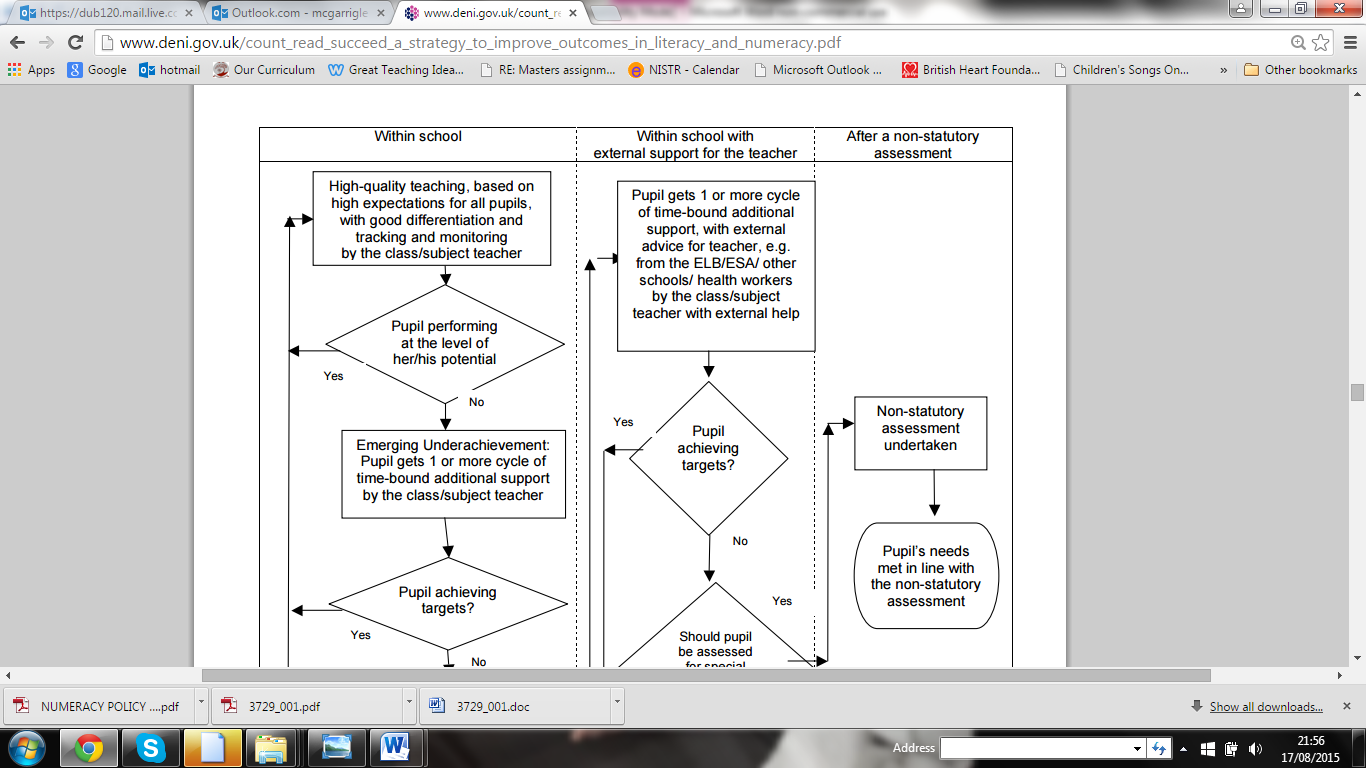 https://dub120.mail.live.cc
Outlook.com - mcgarrigle
www.deni.gov.uk/count_re
www.deni.gov.uk/count_read_succeed_a_strategy_to_improve_outcomes_in_literacy_and_numeracy.pdf
Apps
Google
hotmail
Our Curriculum
Great Teaching Idea...
RE: Masters assignm...
NISTR - Calendar
Microsoft Outlook ...
British Heart Founda...
Children's Songs On...
»
Other bookmarks
Within school
Within school with
external support for the teacher
After a non-statutory
assessment
High-quality teaching, based on
high expectations for all pupils,
with good differentiation and
tracking and monitoring
by the class/subject teacher
Pupil performing
at the level of
her/his potential
Yes
No
Emerging Underachievement:
Pupil gets 1 or more cycle of
time-bound additional support
by the class/subject teacher
Pupil achieving
targets?
Yes
No
Pupil gets 1 or more cycle
of time-bound additional
support, with external
advice for teacher, e.g.
from the ELB/ESA/ other
schools/ health workers
by the class/subject
teacher with external help
Yes
Pupil
achieving
targets?
No
Yes
Should pupil
be assessed
for special
Non-statutory
assessment
undertaken
Pupil's needs
met in line with
the non-statutory
assessment
NUMERACY POLICY ....pdf
3729_001.pdf
3729_001.doc
Show all downloads...
Address
21:56
17/08/2015